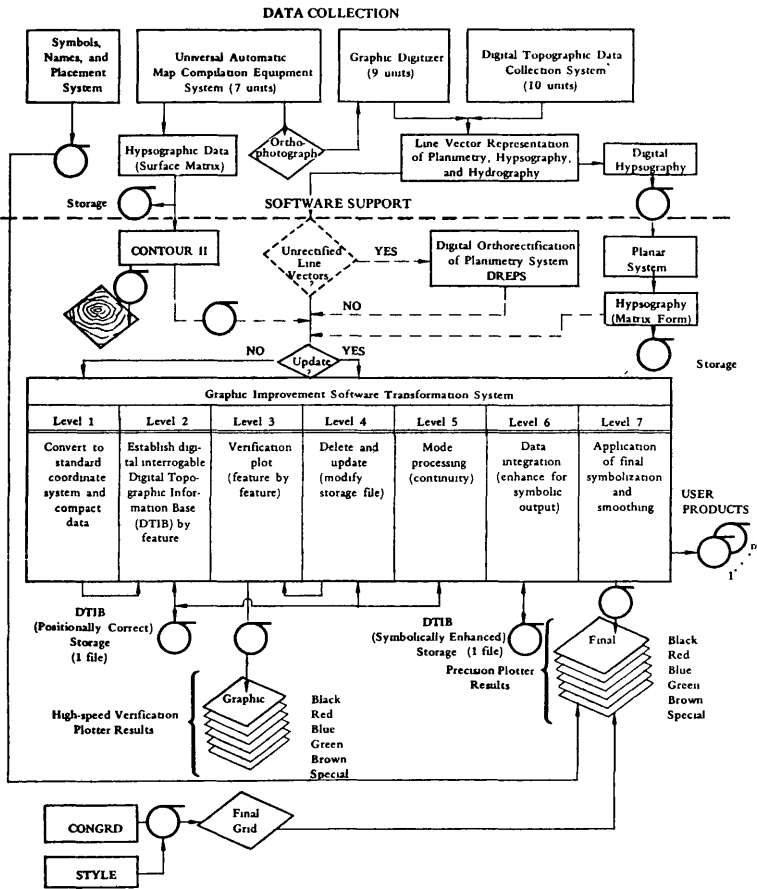 DATA COLLECTION
Symbols,
Names, and
Placement
System
Universal Automatic
Map Compilation Equipment
System (7 units)
Graphic Digitizer
(9 units)
Digital Topographic Data
Collection System
(10 units)
Hypsographic Data
(Surface Matrix)
Ortho-
photograph
Line Vector Representation
of Planimetry, Hypsography,
and Hydrography
Digital
Hypsography
Storage
SOFTWARE SUPPORT
CONTOUR II
Unrectified
Line
Vectors
?
YES
Digital Orthorectification
of Planimetry System
DREPS
Planar
System
NO
Hypsography
(Matrix Form)
NO
Update
?
YES
Storage
Graphic Improvement Software Transformation System
Level 1
Level 2
Level 3
Level 4
Level 5
Level 6
Level 7
Convert to
standard
coordinate
system and
compact
data
Establish digi-
tal interrogable
Digital Topo-
graphic Infor-
mation Base
(DTIB) by
feature
Verification
plot
(feature by
feature)
Delete and
update
(modify
storage file)
Mode
processing
(continuity)
Data
integration
(enhance for
symbolic
output)
Application
of final
symbolization
and
smoothing
USER
PRODUCTS
1
n
DTIB
(Positionally Correct)
Storage
(1 file)
DTIB
(Symbolically Enhanced)
Storage (1 file)
Precision Plotter
Results
Final
Black
Red
Blue
Green
Brown
Special
High-speed Verification
Plotter Results
Graphic
Black
Red
Blue
Green
Brown
Special
CONGRD
STYLE
Final
Grid